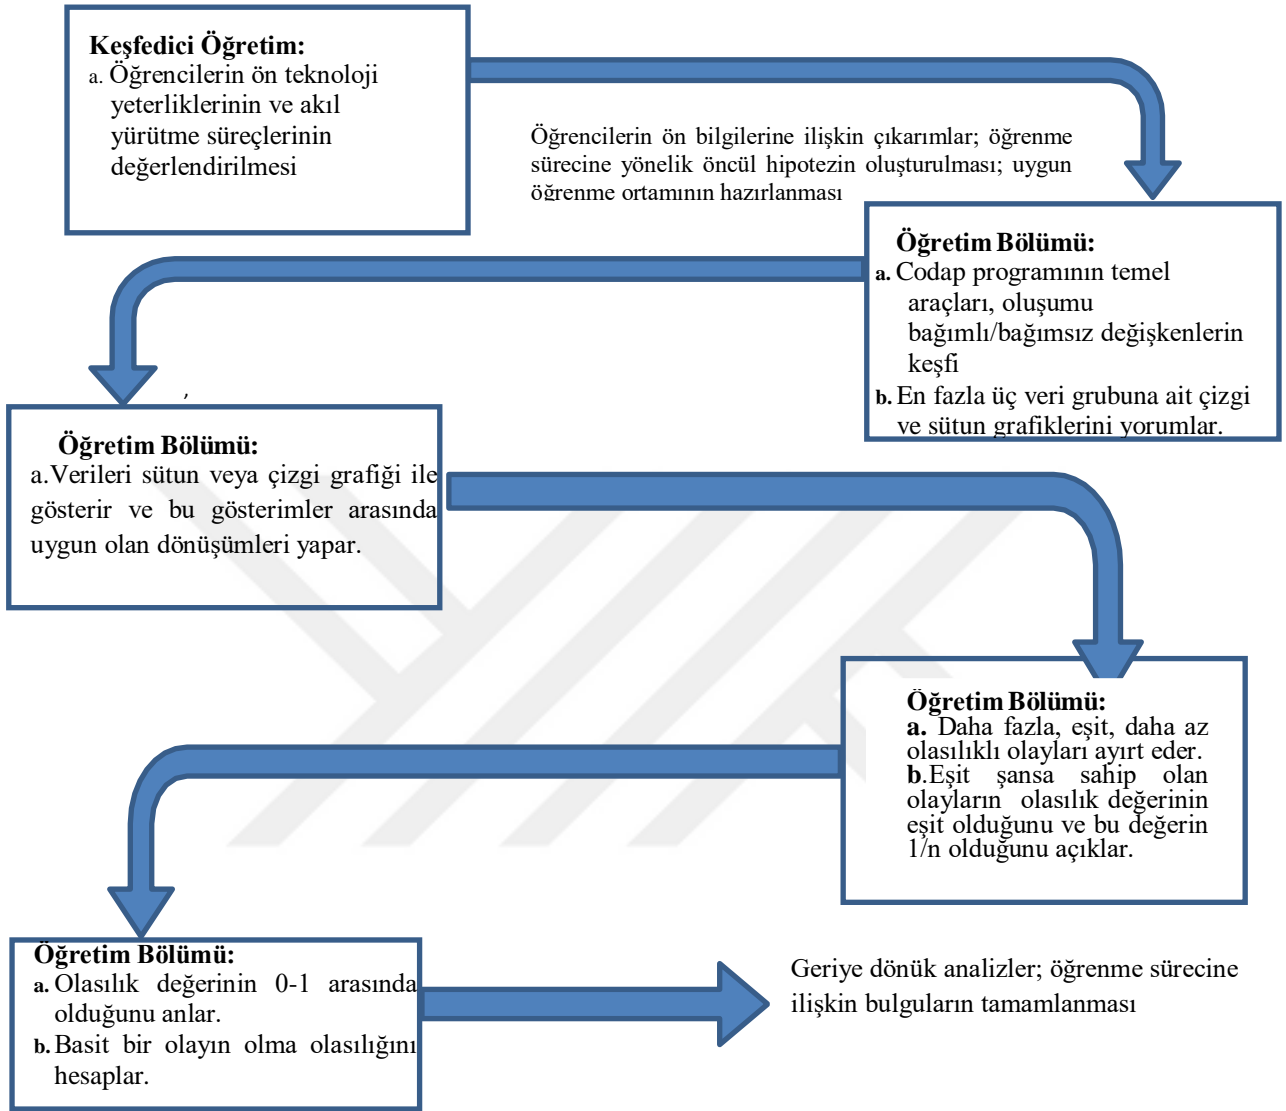 Keşfedici Öğretim:
a. Öğrencilerin ön teknoloji
yeterliklerinin ve akıl
yürütme süreçlerinin
değerlendirilmesi
Öğrencilerin ön bilgilerine ilişkin çıkarımlar; öğrenme
sürecine yönelik öncül hipotezin oluşturulması; uygun
öğrenme ortamının hazırlanması
Öğretim Bölümü:
a. Codap programının temel
araçları, oluşumu
bağımlı/bağımsız değişkenlerin
keşfi
b. En fazla üç veri grubuna ait çizgi
ve sütun grafiklerini yorumlar.
,
Öğretim Bölümü:
a.Verileri sütun veya çizgi grafiği ile
gösterir ve bu gösterimler arasında
uygun olan dönüşümleri yapar.
Öğretim Bölümü:
a. Daha fazla, eşit, daha az
olasılıklı olayları ayırt eder.
b.Eşit şansa sahip olan
olayların olasılık değerinin
eşit olduğunu ve bu değerin
1/n olduğunu açıklar.
Öğretim Bölümü:
a. Olasılık değerinin 0-1 arasında
olduğunu anlar.
b. Basit bir olayın olma olasılığını
hesaplar.
Geriye dönük analizler; öğrenme sürecine
ilişkin bulguların tamamlanması